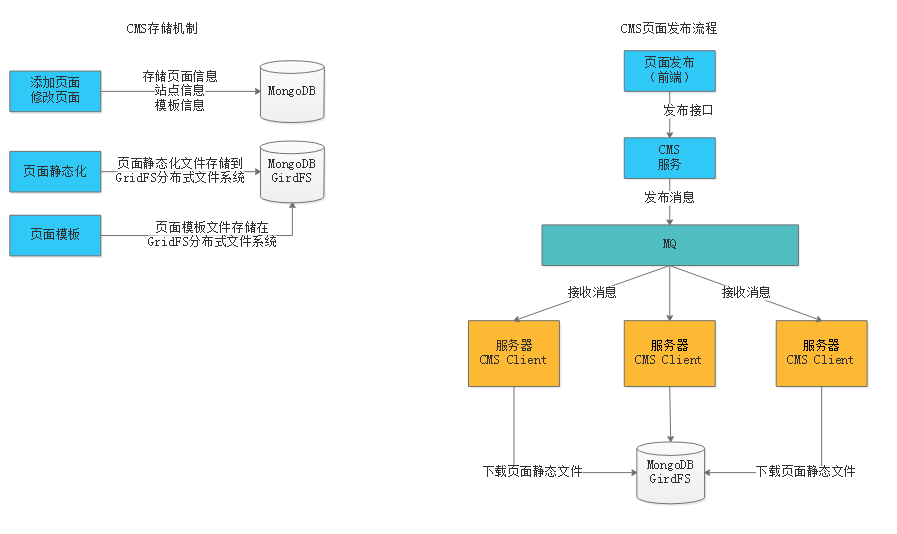 CMS存储机制
添加页面
修改页面
存储页面信息
站点信息
模板信息
MongoDB
页面静态化
页面静态化文件存储到
GridFS分布式文件系统
MongoDB
GirdFS
页面模板
页面模板文件存储在
GridFS分布式文件系统
CMS页面发布流程
页面发布
（前端）
发布接口
CMS
服务
发布消息
MQ
接收消息
接收消息
服务器
CMS Client
服务器
CMS Client
服务器
CMS Client
下载页面静态文件
MongoDB
GirdFS
下载页面静态文件